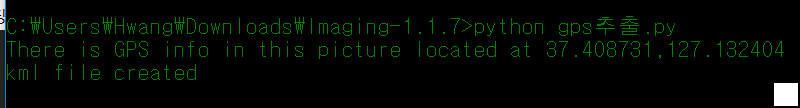 C:₩Users₩Hwang₩Downloads₩Imaging-1.1.7>python gps추출.py
There is GPS info in this picture located at 37.408731,127.132404
kml file created